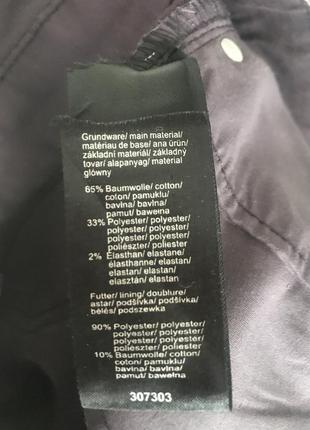 Grundware/ main material/
matériau de base/ ana ürün/
základní materiál/ základný
tovar/ alapanyag/ material
główny
65% Baumwolle/ cotton/
coton/ pamuklu/
bavlna/ bavlna/
pamut/ bawełna
33% Polyester/ polyester/
polyester/ polyester/
polyester/ polyester/
poliészter/ poliester
2% Elasthan/ elastane/
élasthanne/ elastan/
elastan/ elastan/
elasztán/ elastan
Futter/ lining/ doublure/
astar/ podšívka/ podšívka/
bélés/ podszewka
90% Polyester/ polyester/
polyester/ polyester/
polyester/ polyester/
poliészter/ poliester
10% Baumwolle/ cotton/
coton/ pamuklu/
bavlna/ bavlna/
pamut/ bawełna
307303